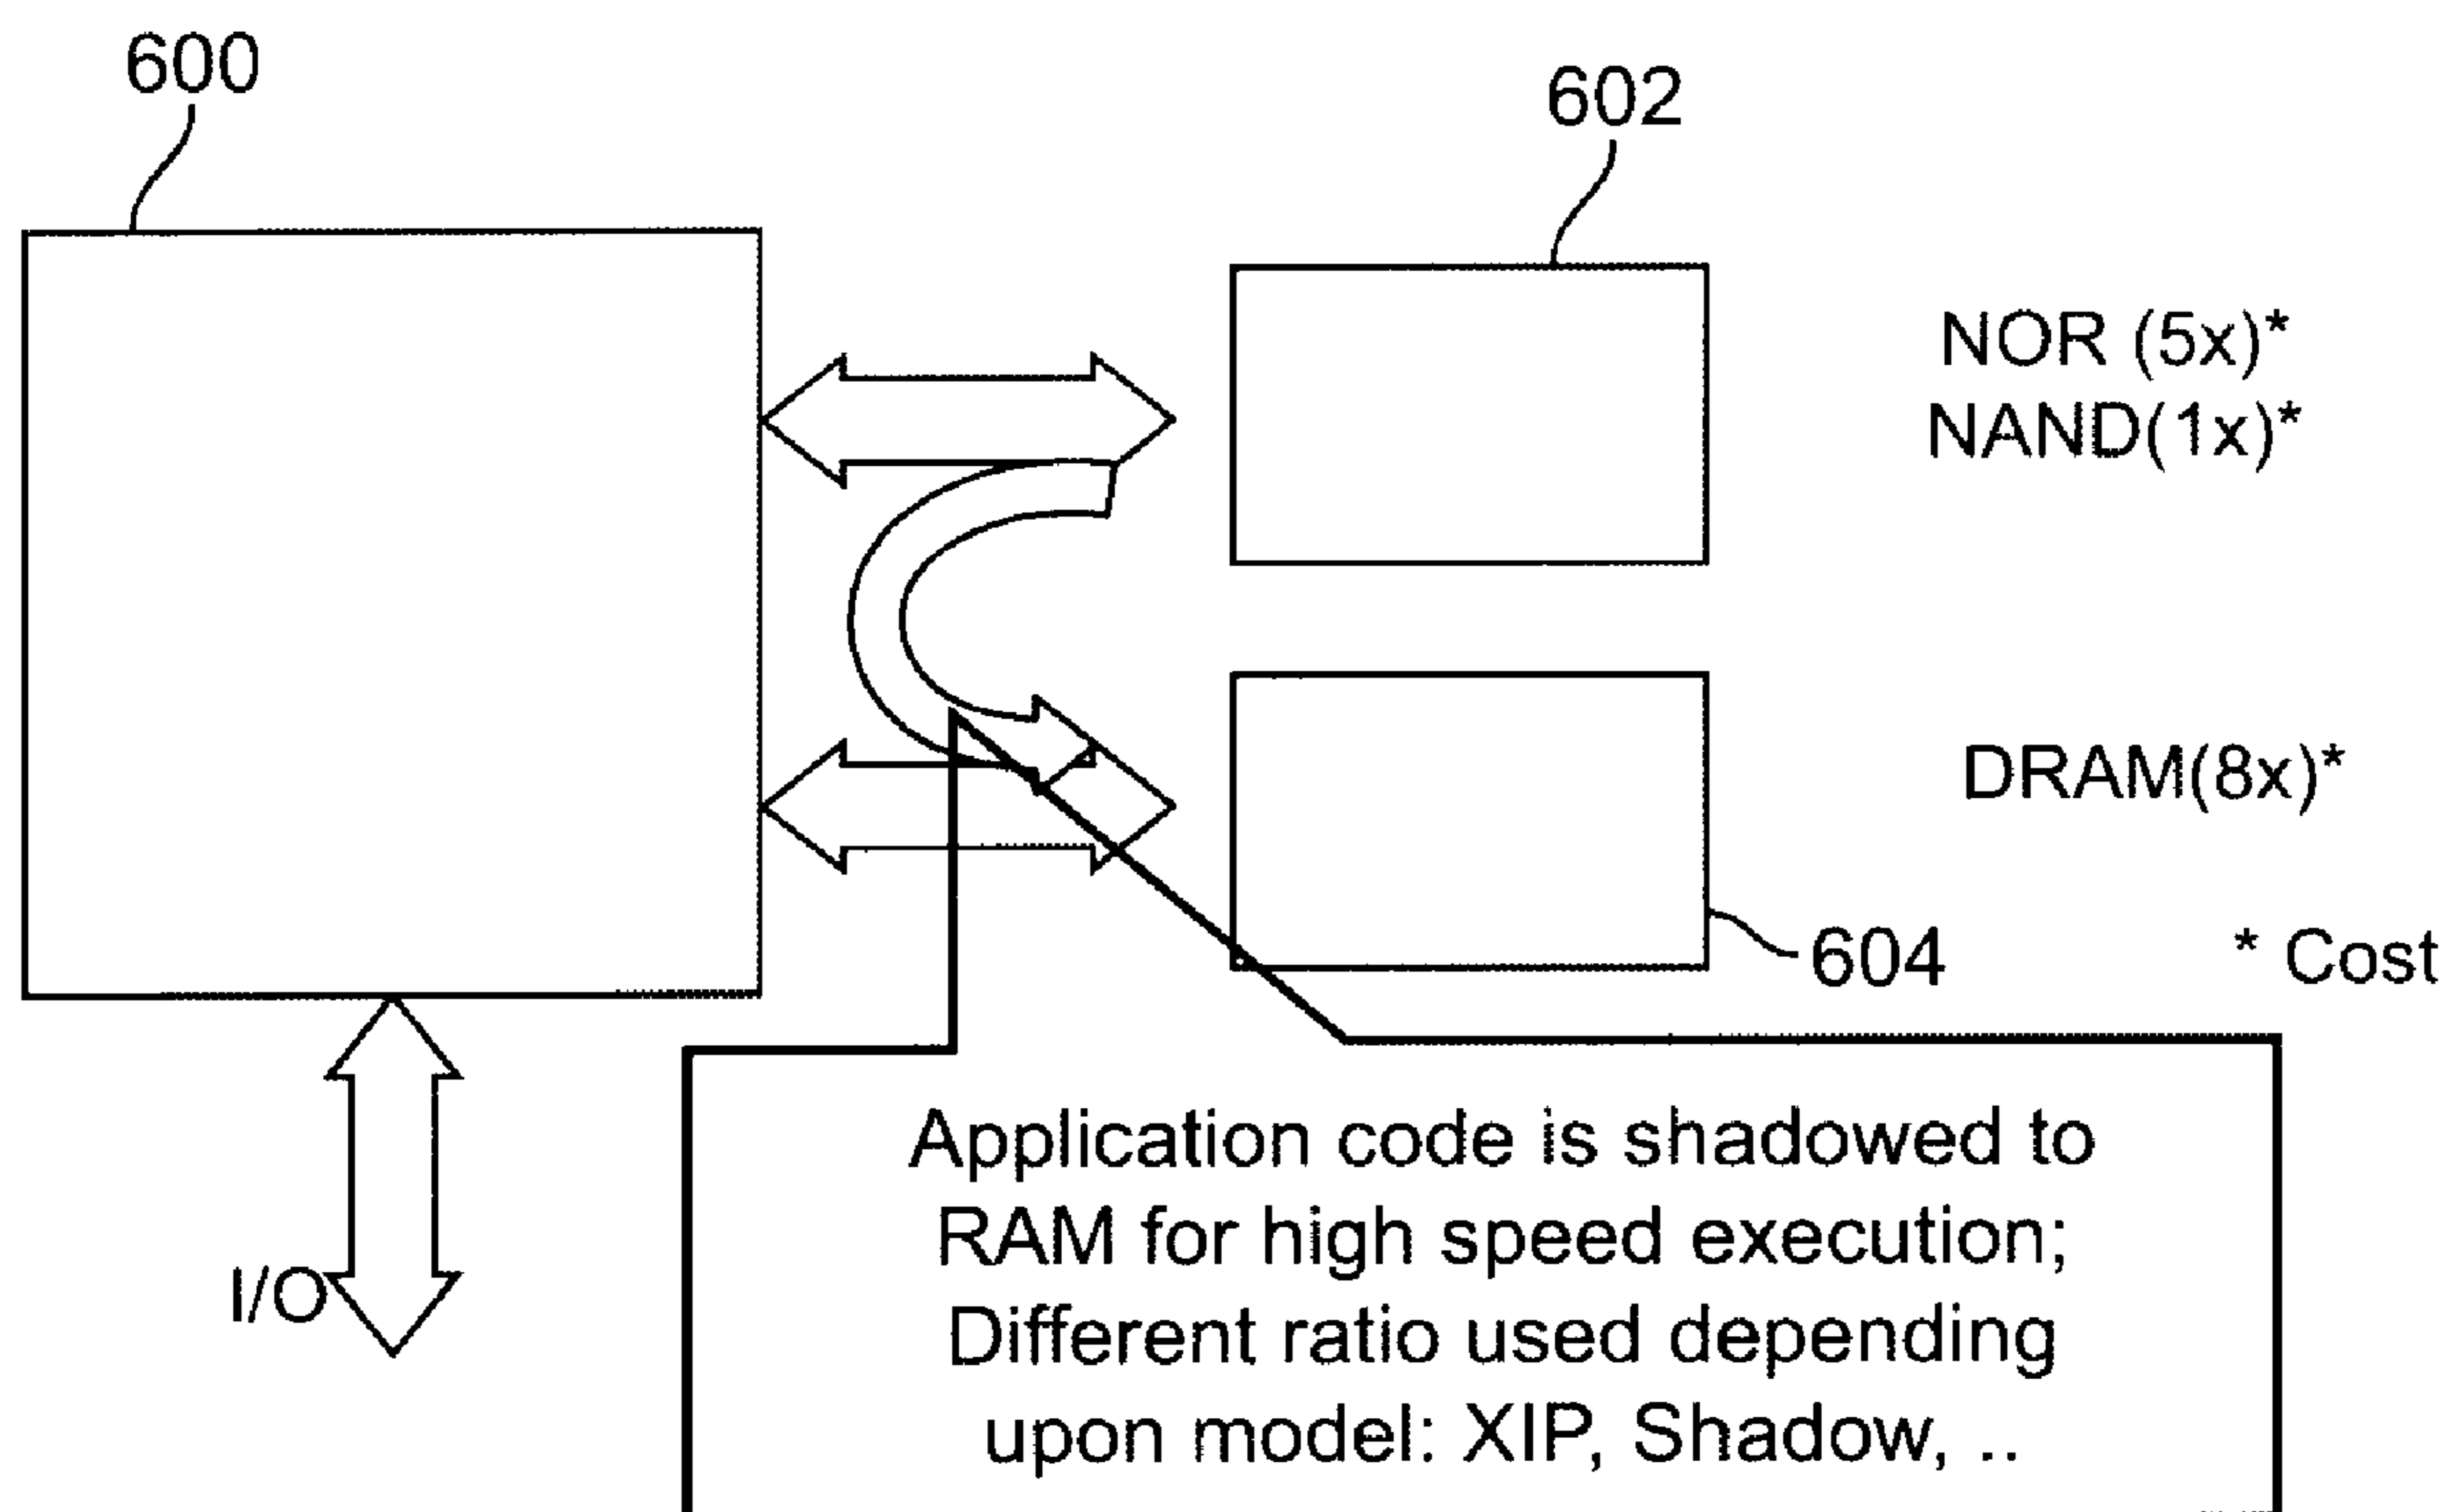 600
602
NOR (5x)*
NAND(1x)*
DRAM(8x)*
604
* Cost
I/O
Application code is shadowed to
RAM for high speed execution;
Different ratio used depending
upon model: XIP, Shadow, ..